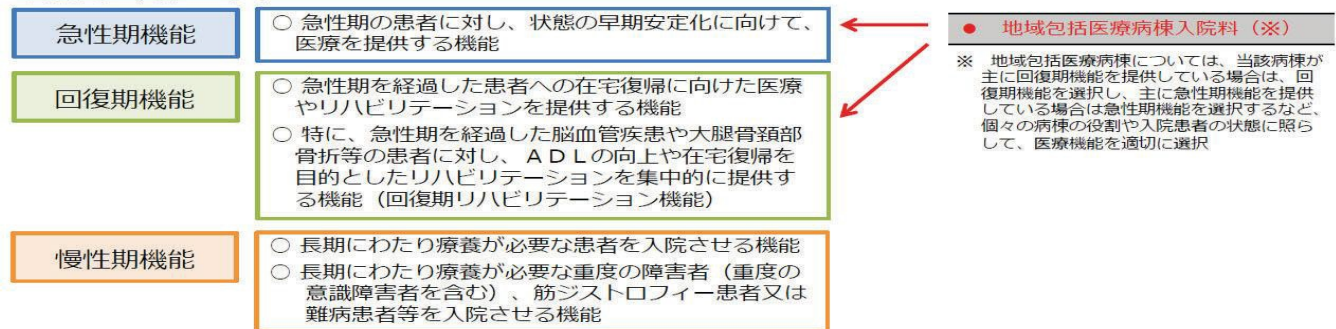 急性期機能
○ 急性期の患者に対し、状態の早期安定化に向けて、
医療を提供する機能
回復期機能
○ 急性期を経過した患者への在宅復帰に向けた医療
やリハビリテーションを提供する機能
○ 特に、急性期を経過した脳血管疾患や大腿骨頚部
骨折等の患者に対し、ＡＤＬの向上や在宅復帰を
目的としたリハビリテーションを集中的に提供す
る機能（回復期リハビリテーション機能）
慢性期機能
○ 長期にわたり療養が必要な患者を入院させる機能
○ 長期にわたり療養が必要な重度の障害者（重度の
意識障害者を含む）、筋ジストロフィー患者又は
難病患者等を入院させる機能
● 地域包括医療病棟入院料（※）
※ 地域包括医療病棟については、当該病棟が
主に回復期機能を提供している場合は、回
復期機能を選択し、主に急性期機能を提供
している場合は急性期機能を選択するなど、
個々の病棟の役割や入院患者の状態に照ら
して、医療機能を適切に選択